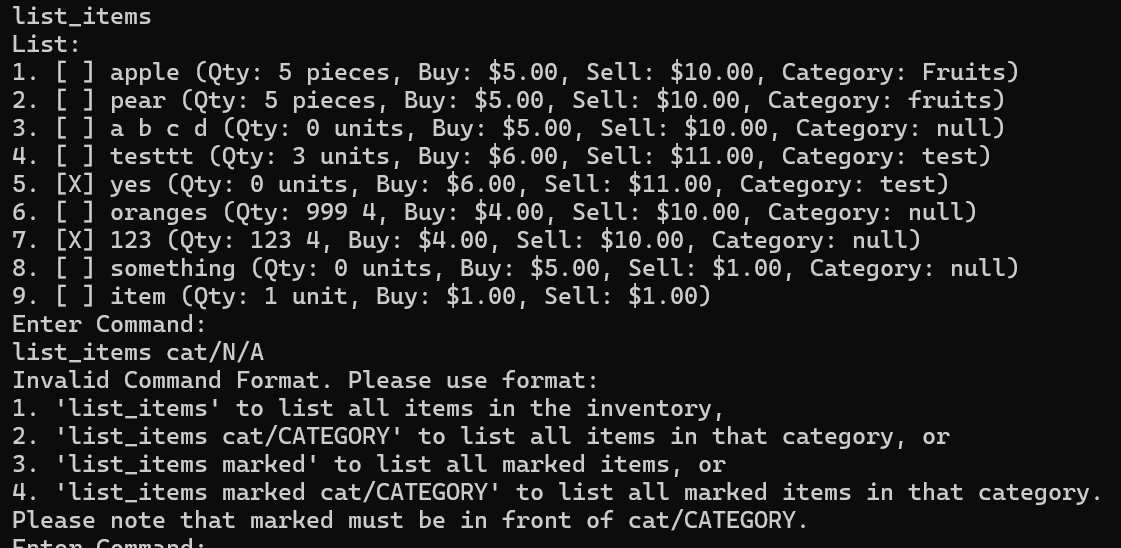 list_items
List:
1. [ ] apple (Qty: 5 pieces, Buy: $5.00, Sell: $10.00, Category: Fruits)
2. [ ] pear (Qty: 5 pieces, Buy: $5.00, Sell: $10.00, Category: fruits)
3. [ ] a b c d (Qty: 0 units, Buy: $5.00, Sell: $10.00, Category: null)
4. [ ] testtt (Qty: 3 units, Buy: $6.00, Sell: $11.00, Category: test)
5. [X] yes (Qty: 0 units, Buy: $6.00, Sell: $11.00, Category: test)
6. [ ] oranges (Qty: 999 4, Buy: $4.00, Sell: $10.00, Category: null)
7. [X] 123 (Qty: 123 4, Buy: $4.00, Sell: $10.00, Category: null)
8. [ ] something (Qty: 0 units, Buy: $5.00, Sell: $1.00, Category: null)
9. [ ] item (Qty: 1 unit, Buy: $1.00, Sell: $1.00)
Enter Command:
list_items cat/N/A
Invalid Command Format. Please use format:
1. 'list_items' to list all items in the inventory,
2. 'list_items cat/CATEGORY' to list all items in that category, or
3. 'list_items marked' to list all marked items, or
4. 'list_items marked cat/CATEGORY' to list all marked items in that category.
Please note that marked must be in front of cat/CATEGORY.
Enter Command: